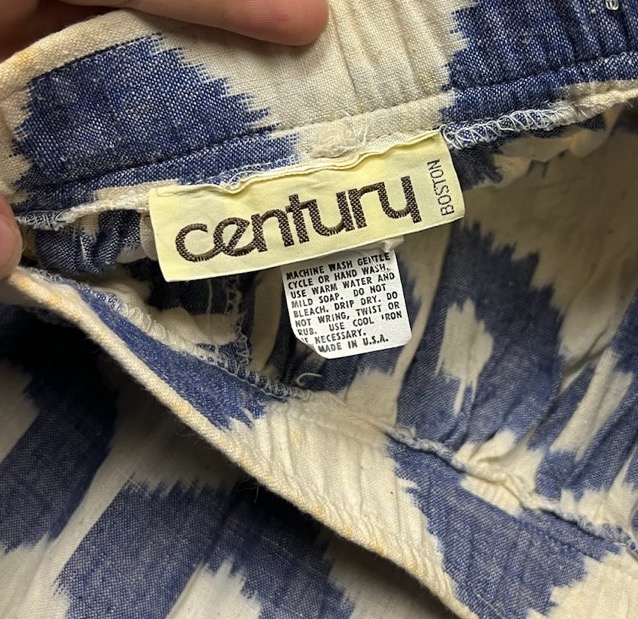 century BOSTON
MACHINE WASH GENTLE
CYCLE OR HAND WASH.
USE WARM WATER AND
MILD SOAP. DO NOT
BLEACH. DRIP DRY. DO
NOT WRING, TWIST OR
RUB. USE COOL IRON
IF NECESSARY.
MADE IN U.S.A.